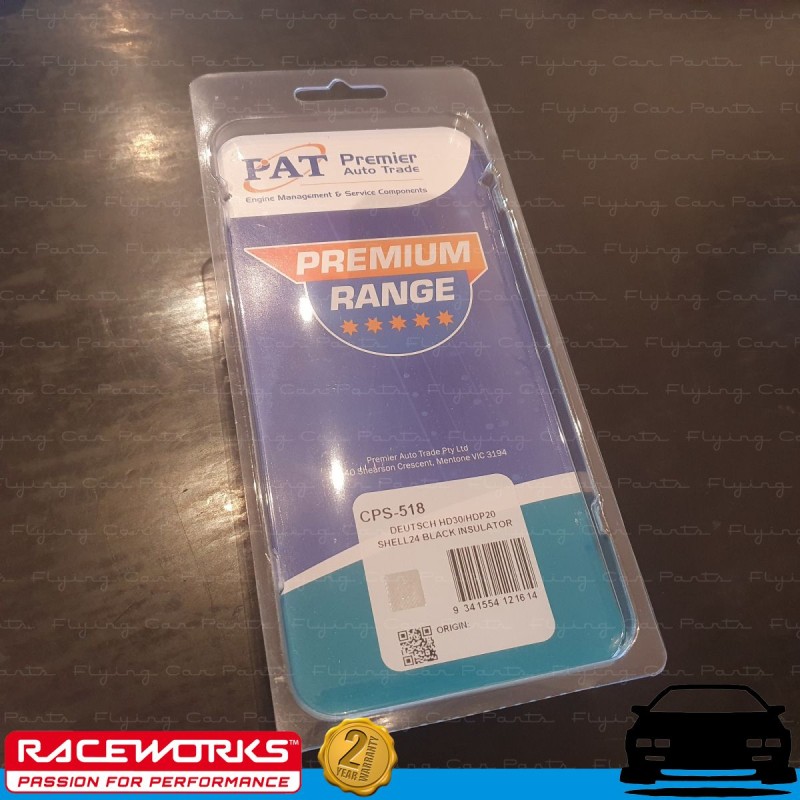 PAT Premier
Auto Trade
Engine Management & Service Components
PREMIUM
RANGE
Premier Auto Trade Pty Ltd
Shearson Crescent, Mentone VIC 3194
CPS-518
DEUTSCH HD30/HDP20
SHELL24 BLACK INSULATOR
9 341554 121614
ORIGIN:
Flying Car Parts
RACEWORKS™
PASSION FOR PERFORMANCE
2
YEAR WARRANTY